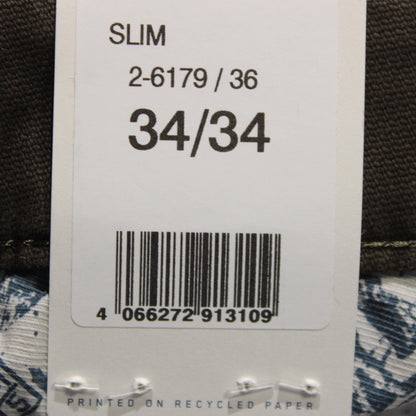 SLIM
2-6179 / 36
34/34
4 066272 913109
PRINTED ON RECYCLED PAPER